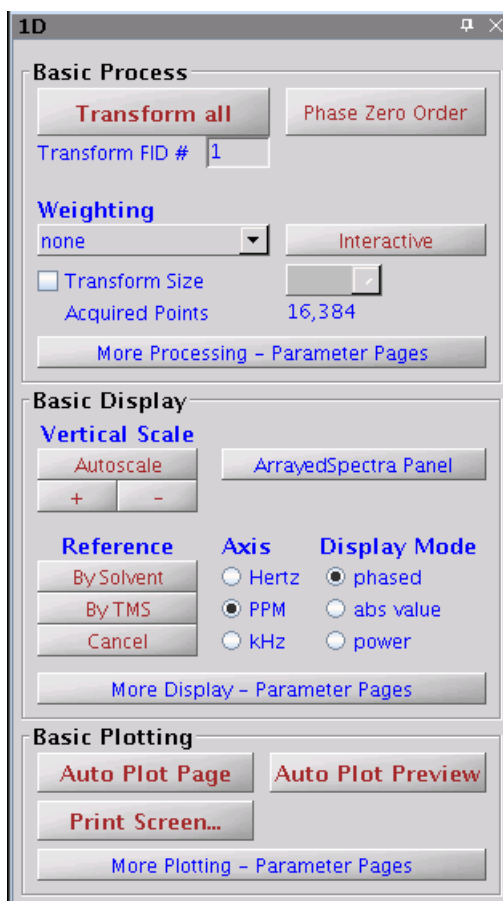 1D
Basic Process
Transform all
Phase Zero Order
Transform FID # 1
Weighting
none
Interactive
Transform Size
Acquired Points 16,384
More Processing – Parameter Pages
Basic Display
Vertical Scale
Autoscale
ArrayedSpectra Panel
+ -
Reference Axis Display Mode
By Solvent Hertz phased
By TMS PPM abs value
Cancel kHz power
More Display – Parameter Pages
Basic Plotting
Auto Plot Page Auto Plot Preview
Print Screen...
More Plotting – Parameter Pages